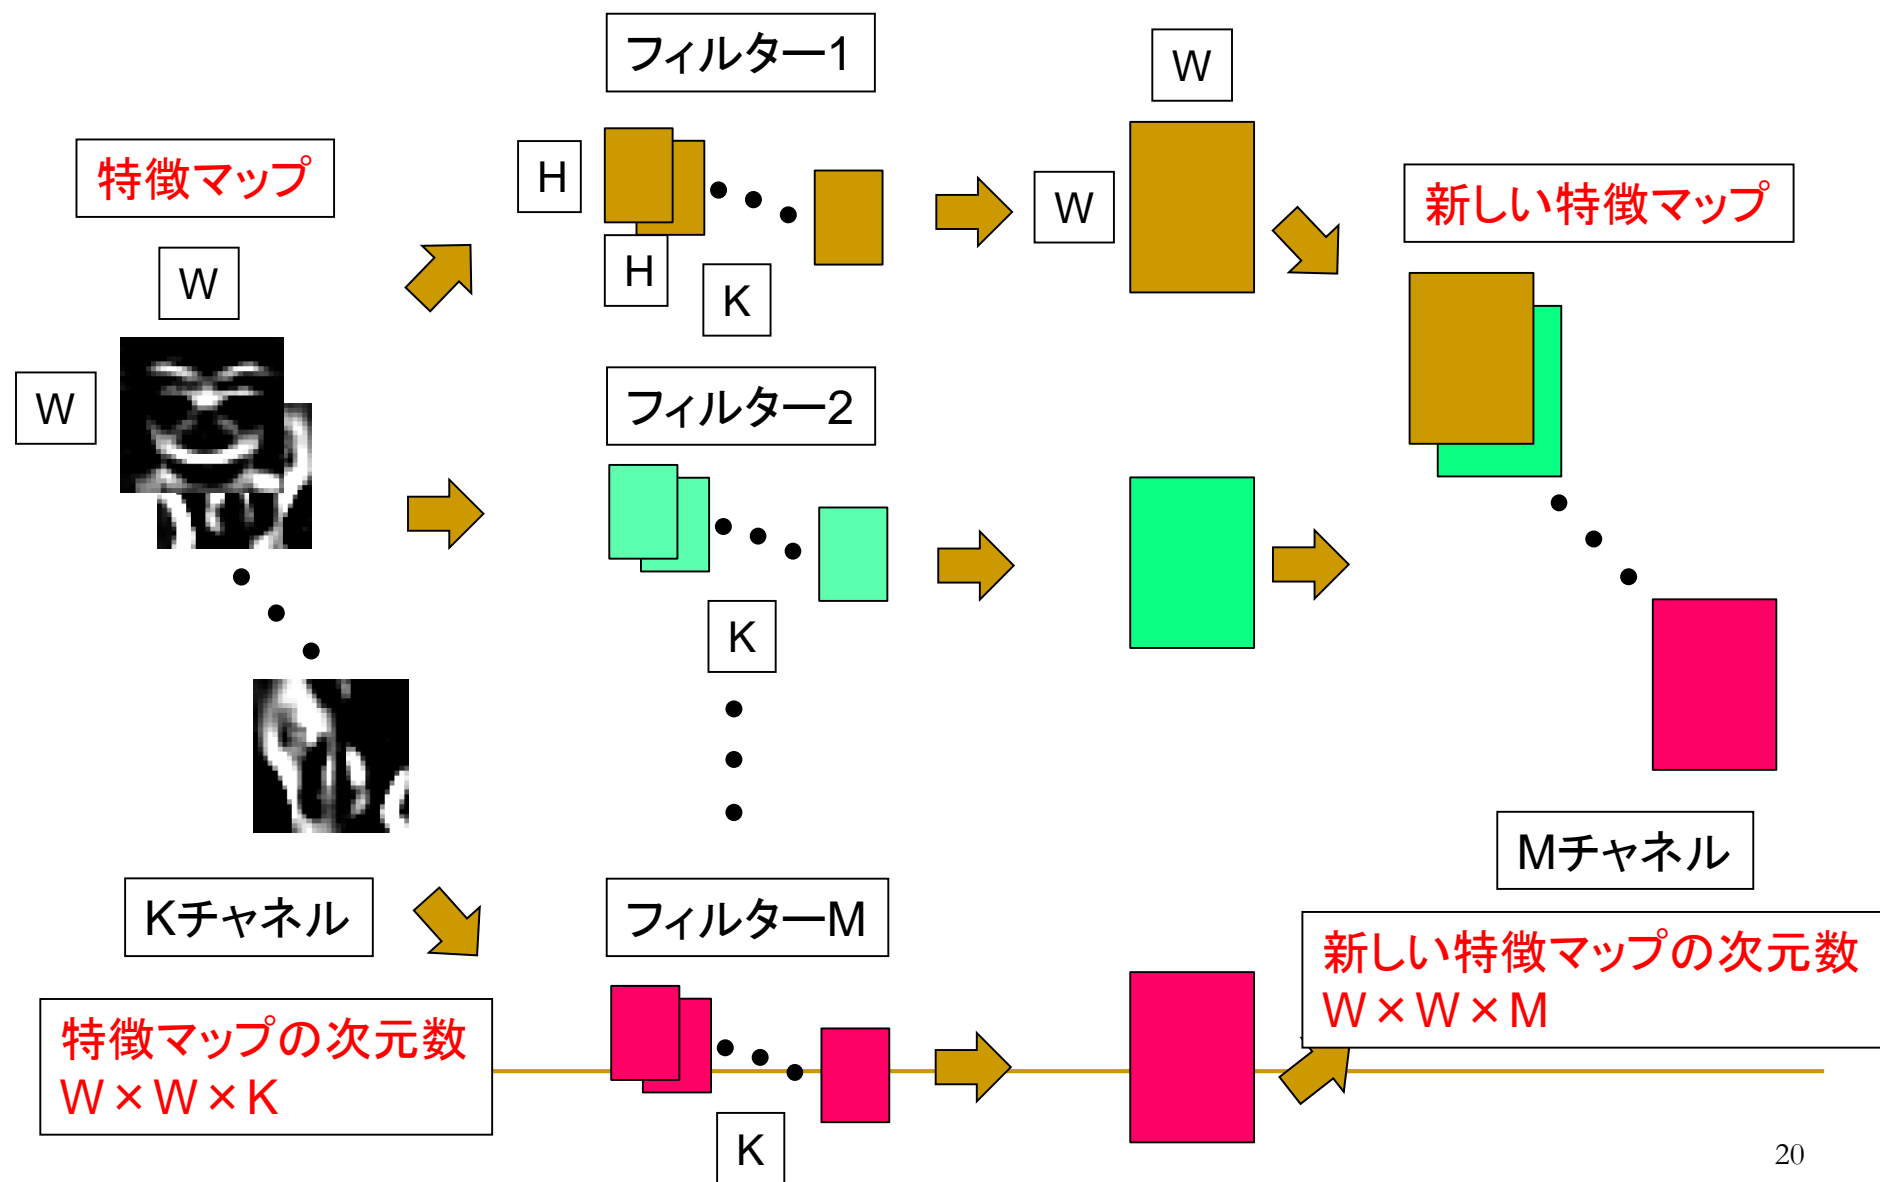 フィルター1
W
特徴マップ
H
W
新しい特徴マップ
H
K
W
W
フィルター2
K
Mチャネル
Kチャネル
フィルターM
新しい特徴マップの次元数
W×W×M
特徴マップの次元数
W×W×K
K
20